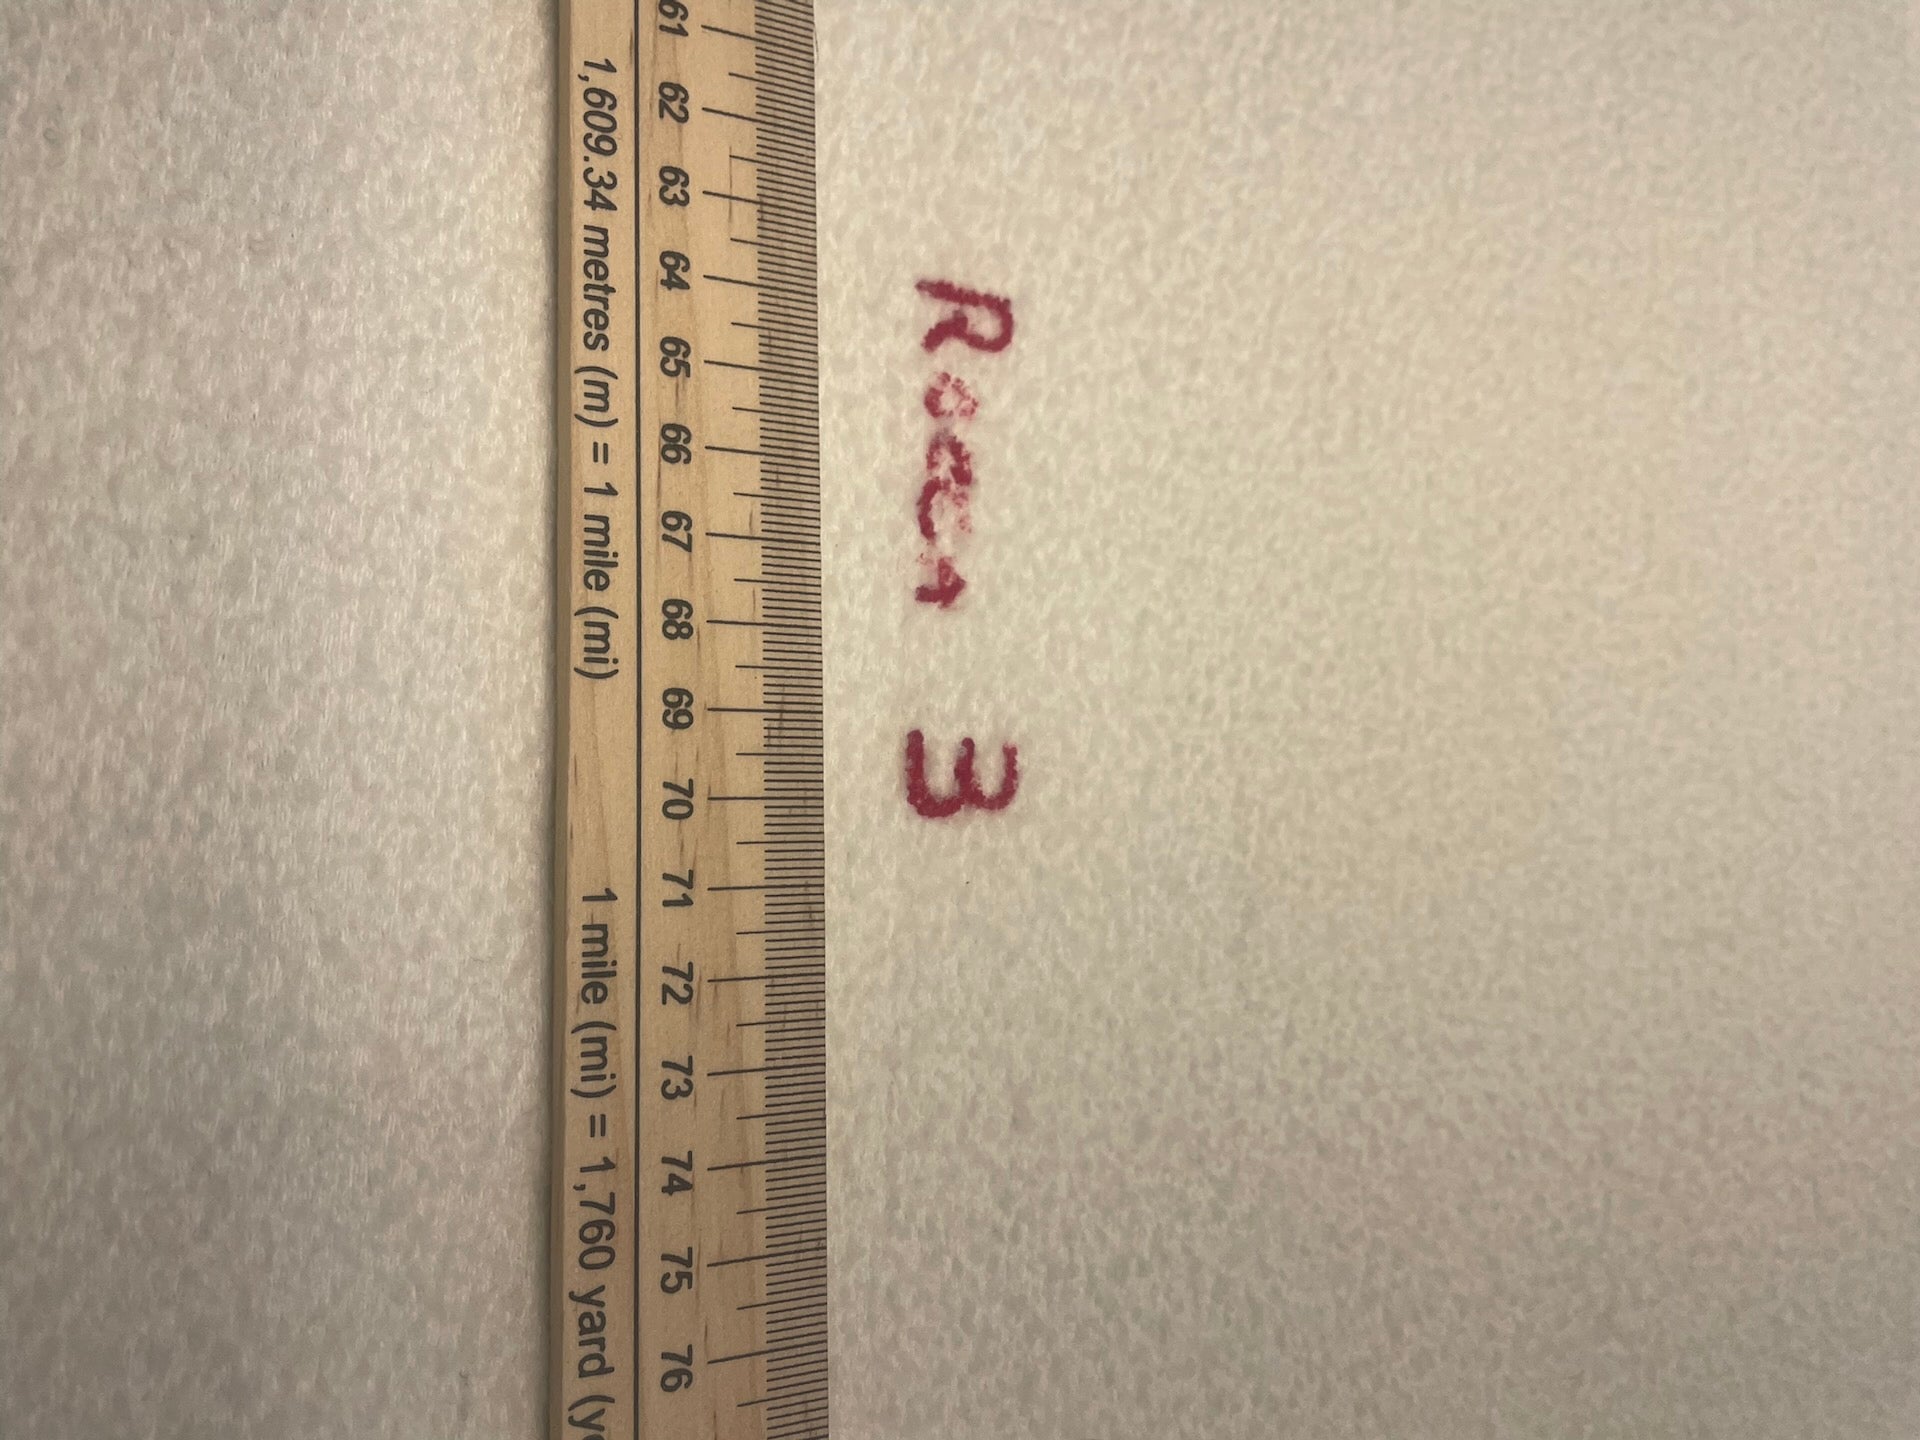 61 62 63 64 65 66 67 68 69 70 71 72 73 74 75 76
1,609.34 metres (m) = 1 mile (mi) 1 mile (mi) = 1,760 yard (y
3